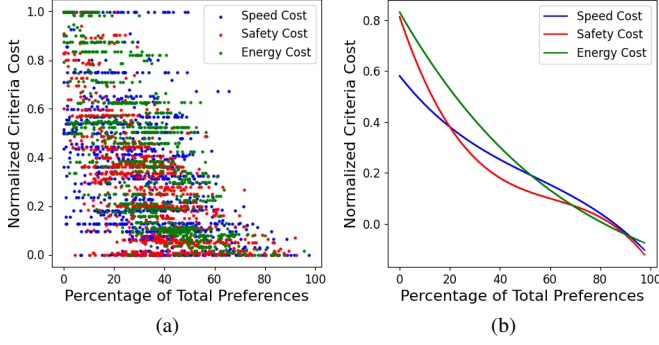 1.0
0.8
0.6
0.4
0.2
0.0
Normalized Criteria Cost
Speed Cost
Safety Cost
Energy Cost
0 20 40 60 80 100
Percentage of Total Preferences
(a)
0.8
0.6
0.4
0.2
0.0
Normalized Criteria Cost
Speed Cost
Safety Cost
Energy Cost
0 20 40 60 80 100
Percentage of Total Preferences
(b)